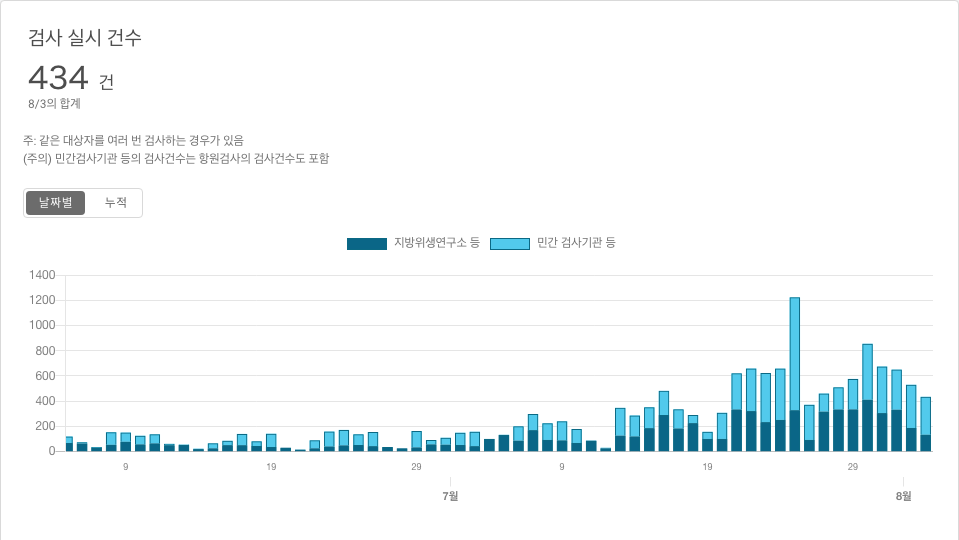 검사 실시 건수
434 건
8/3의 합계
주: 같은 대상자를 여러 번 검사하는 경우가 있음
(주의) 민간검사기관 등의 검사건수는 항원검사의 검사건수도 포함
날짜별 누적
지방위생연구소 등 민간 검사기관 등
1400
1200
1000
800
600
400
200
0
9 19 29 9 19 29
7월 8월